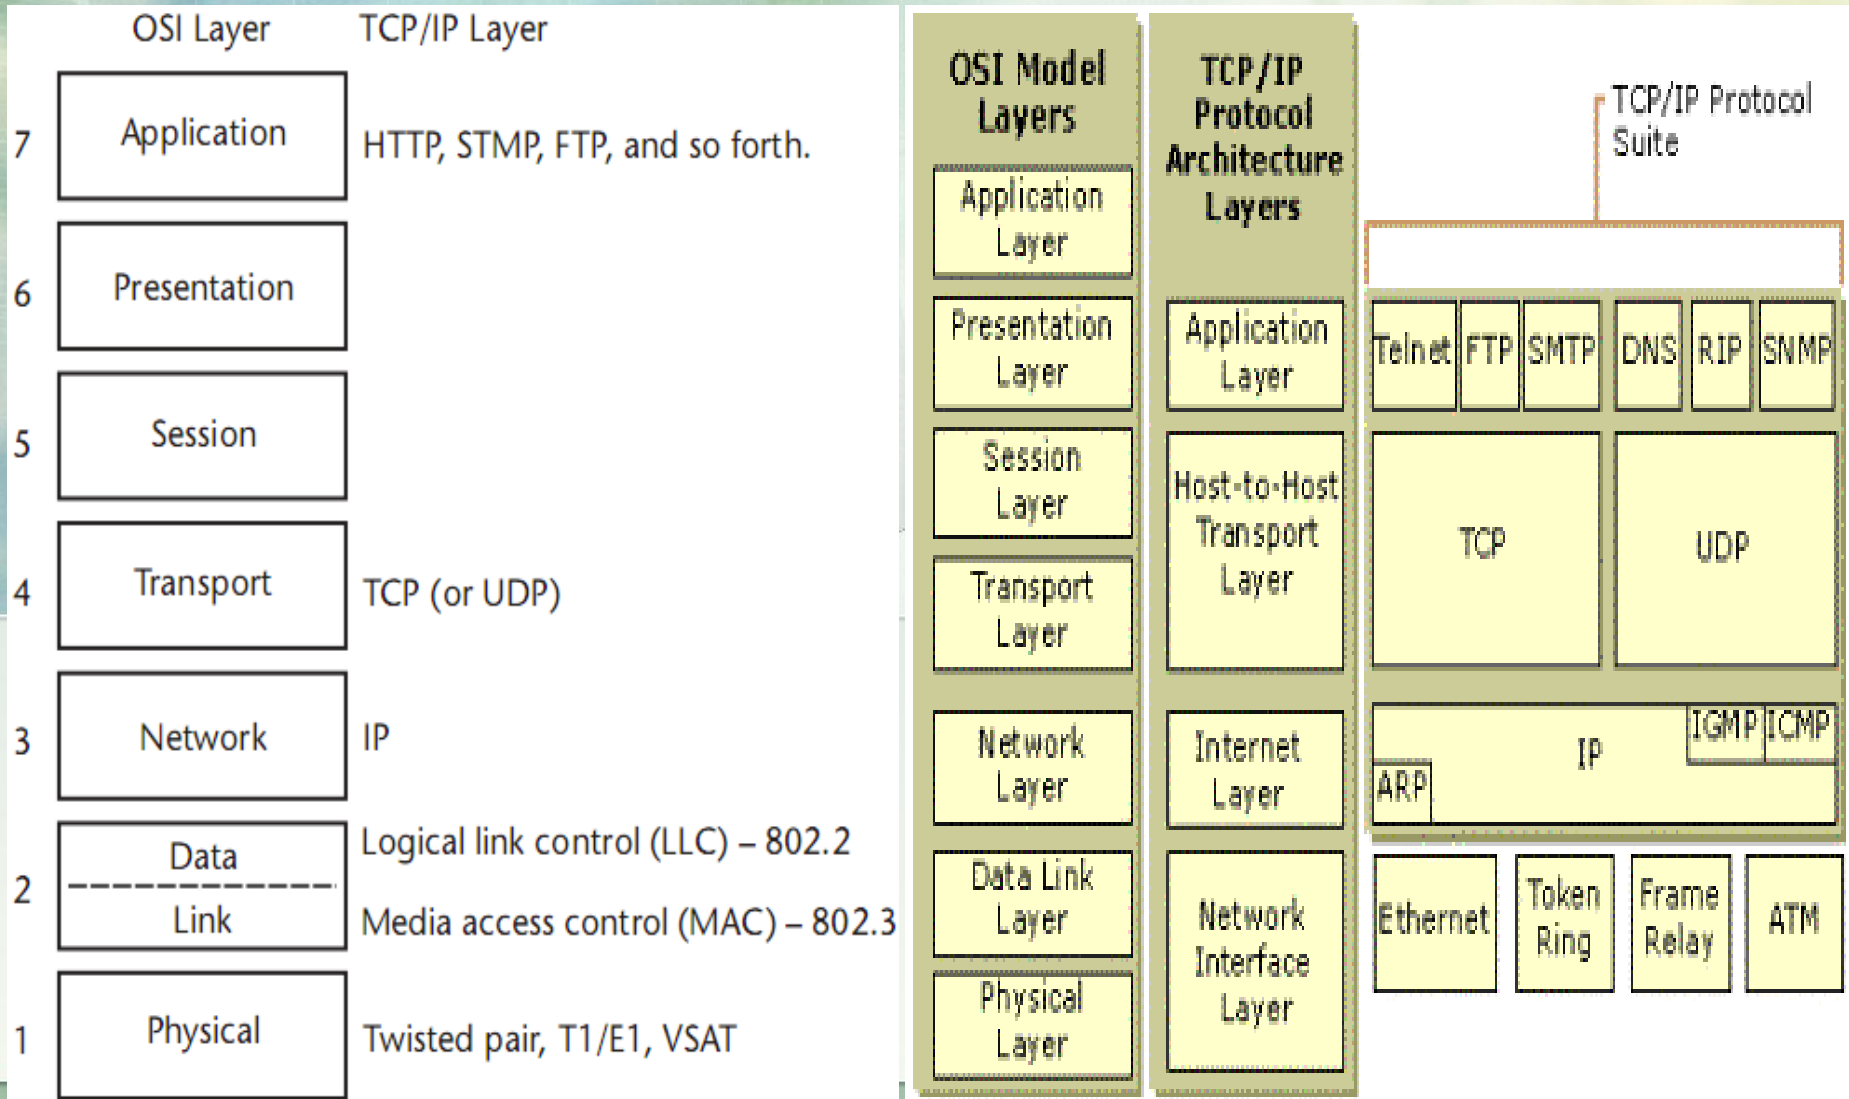 OSI Layer TCP/IP Layer
7 Application HTTP, STMP, FTP, and so forth.
6 Presentation
5 Session
4 Transport TCP (or UDP)
3 Network IP
Data Logical link control (LLC) – 802.2
2
Link Media access control (MAC) – 802.3
1 Physical Twisted pair, T1/E1, VSAT
OSI Model
Layers
Application
Layer
Presentation
Layer
Session
Layer
Transport
Layer
Network
Layer
Data Link
Layer
Physical
Layer
TCP/IP
Protocol
Architecture
Layers
Application
Layer
Host-to-Host
Transport
Layer
Internet
Layer
Network
Interface
Layer
TCP/IP Protocol
Suite
Telnet FTP SMTP DNS RIP SNMP
TCP UDP
IGMP ICMP
IP
ARP
Ethernet
Token
Ring
Frame
Relay
ATM